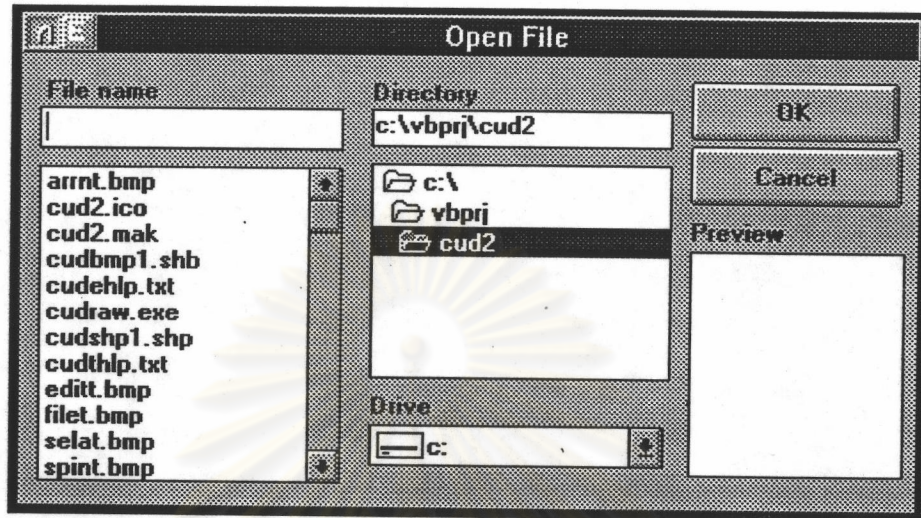 Open File
File name
Directory
c:\vbprj\cud2
OK
Cancel
arrnt.bmp
cud2.ico
cud2.mak
cudbmp1.shb
cudehlp.txt
cudraw.exe
cudshp1.shp
cudthlp.txt
editt.bmp
filet.bmp
selat.bmp
spint.bmp
c:\
vbprj
cud2
Preview
Drive
c: